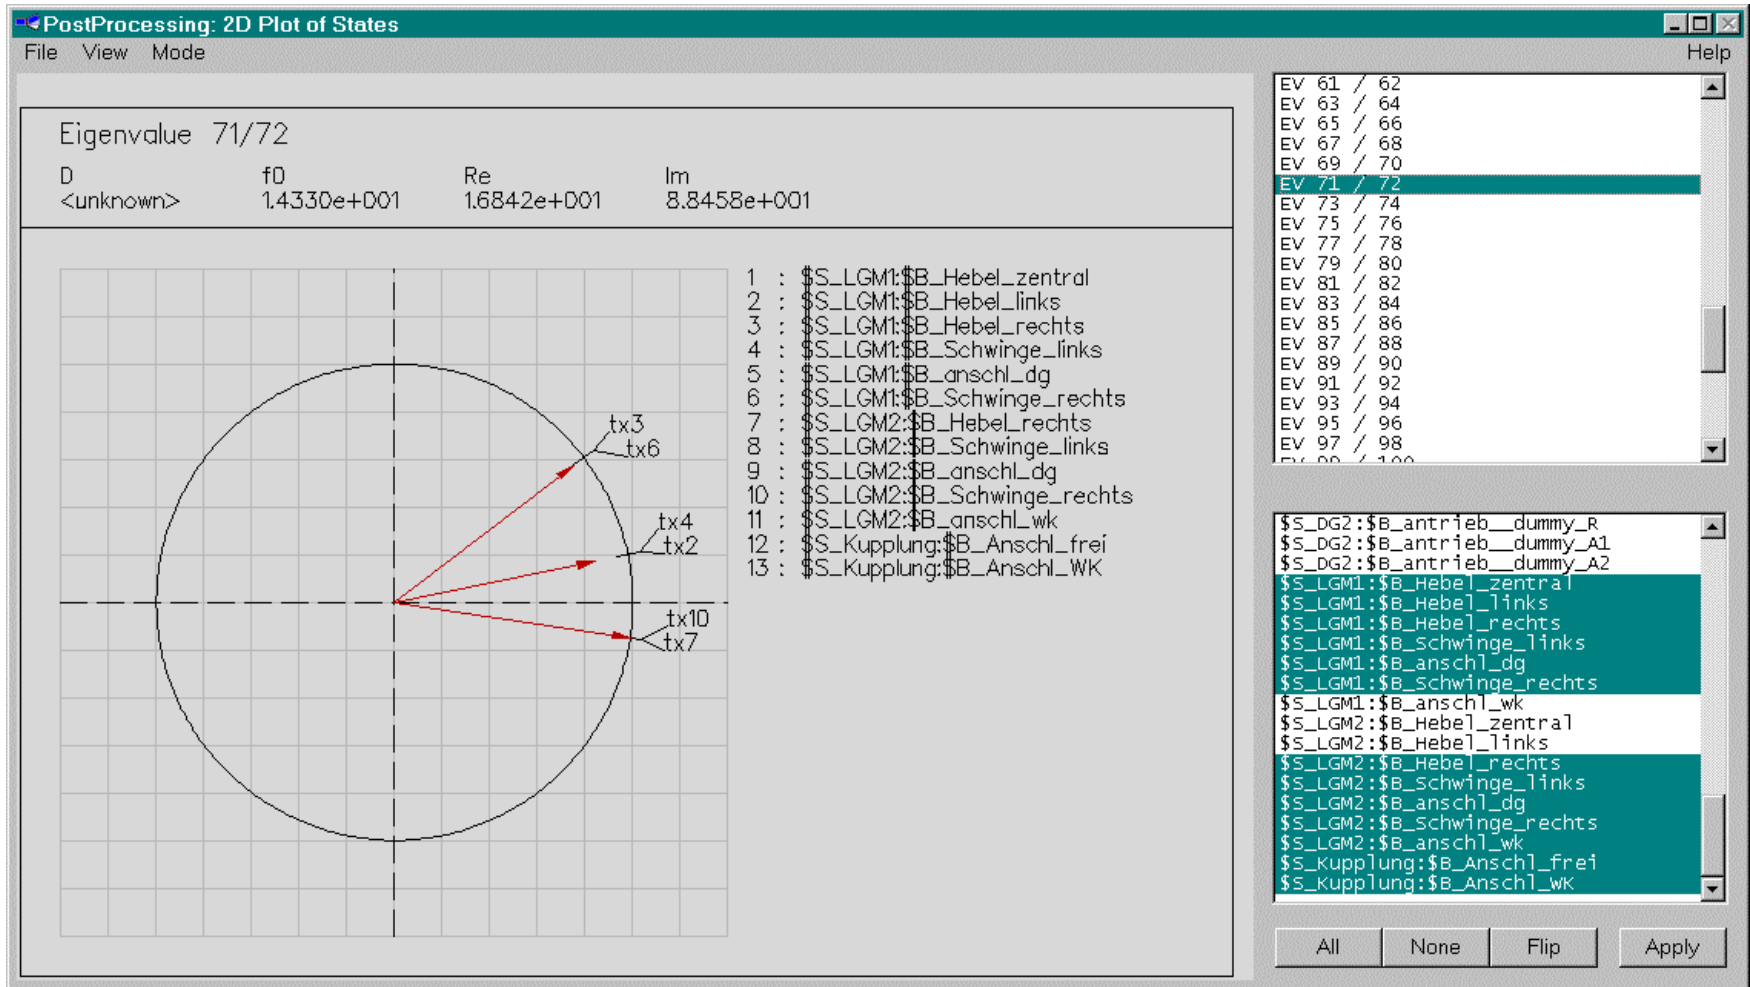 PostProcessing: 2D Plot of States
File View Mode Help
Eigenvalue 71/72
D f0 Re Im
<unknown> 1.4330e+001 1.6842e+001 8.8458e+001
1 : $S_LGM1:$B_Hebel_zentral
2 : $S_LGM1:$B_Hebel_links
3 : $S_LGM1:$B_Hebel_rechts
4 : $S_LGM1:$B_Schwinge_links
5 : $S_LGM1:$B_anschl_dg
6 : $S_LGM1:$B_Schwinge_rechts
7 : $S_LGM2:$B_Hebel_rechts
8 : $S_LGM2:$B_Schwinge_links
9 : $S_LGM2:$B_anschl_dg
10 : $S_LGM2:$B_Schwinge_rechts
11 : $S_LGM2:$B_anschl_wk
12 : $S_Kupplung:$B_Anschl_frei
13 : $S_Kupplung:$B_Anschl_WK
tx3
tx6
tx4
tx2
tx10
tx7
EV 61 / 62
EV 63 / 64
EV 65 / 66
EV 67 / 68
EV 69 / 70
EV 71 / 72
EV 73 / 74
EV 75 / 76
EV 77 / 78
EV 79 / 80
EV 81 / 82
EV 83 / 84
EV 85 / 86
EV 87 / 88
EV 89 / 90
EV 91 / 92
EV 93 / 94
EV 95 / 96
EV 97 / 98
EV 99 / 100
$S_DG2:$B_antrieb__dummy_R
$S_DG2:$B_antrieb__dummy_A1
$S_DG2:$B_antrieb__dummy_A2
$S_LGM1:$B_Hebel_zentral
$S_LGM1:$B_Hebel_links
$S_LGM1:$B_Hebel_rechts
$S_LGM1:$B_Schwinge_links
$S_LGM1:$B_anschl_dg
$S_LGM1:$B_Schwinge_rechts
$S_LGM1:$B_anschl_wk
$S_LGM2:$B_Hebel_zentral
$S_LGM2:$B_Hebel_links
$S_LGM2:$B_Hebel_rechts
$S_LGM2:$B_Schwinge_links
$S_LGM2:$B_anschl_dg
$S_LGM2:$B_Schwinge_rechts
$S_LGM2:$B_anschl_wk
$S_Kupplung:$B_Anschl_frei
$S_Kupplung:$B_Anschl_WK
All None Flip Apply